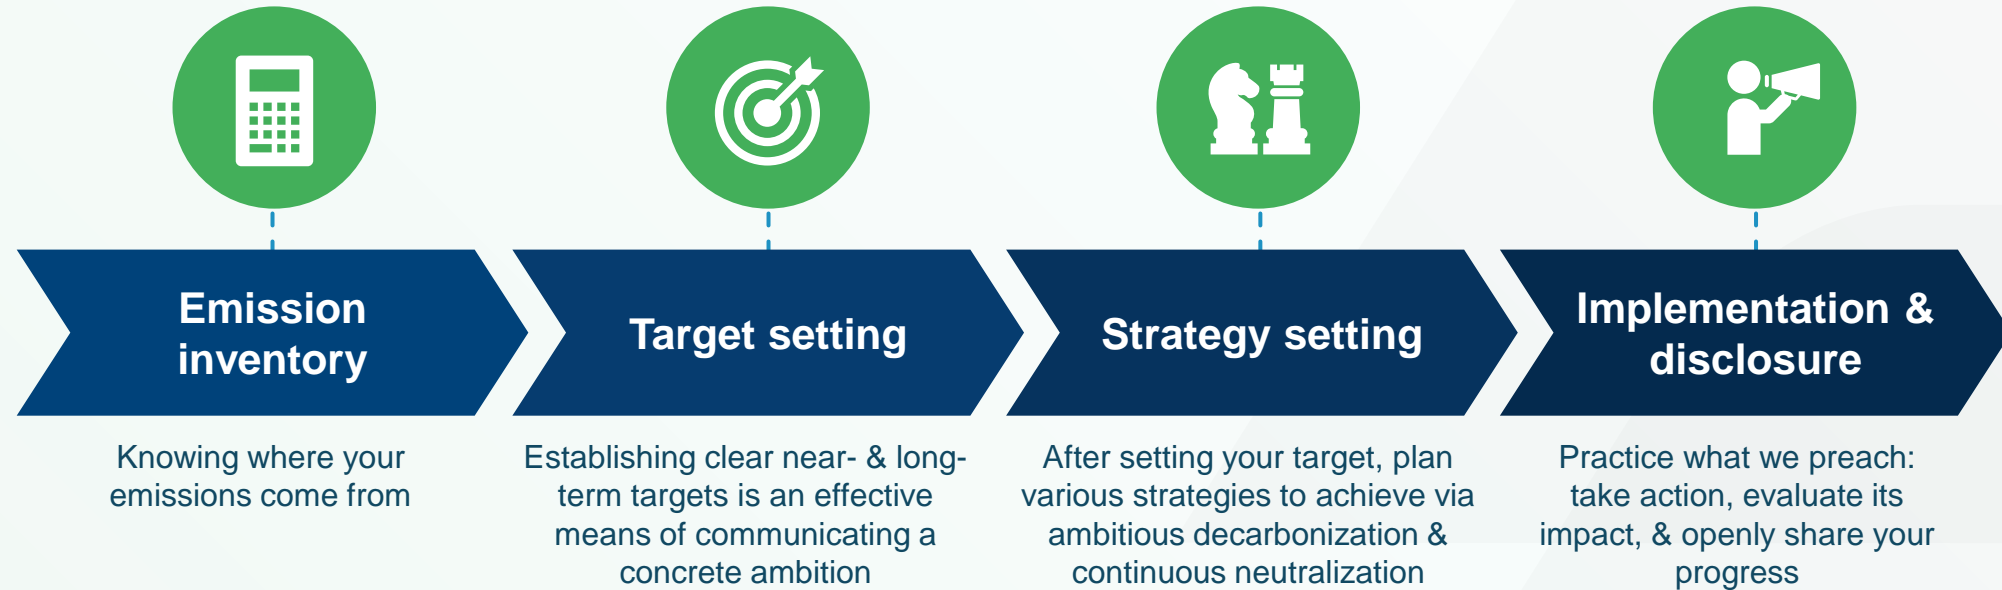 Emission
inventory
Target setting
Strategy setting
Implementation &
disclosure
Knowing where your
emissions come from
Establishing clear near- & long-
term targets is an effective
means of communicating a
concrete ambition
After setting your target, plan
various strategies to achieve via
ambitious decarbonization &
continuous neutralization
Practice what we preach:
take action, evaluate its
impact, & openly share your
progress